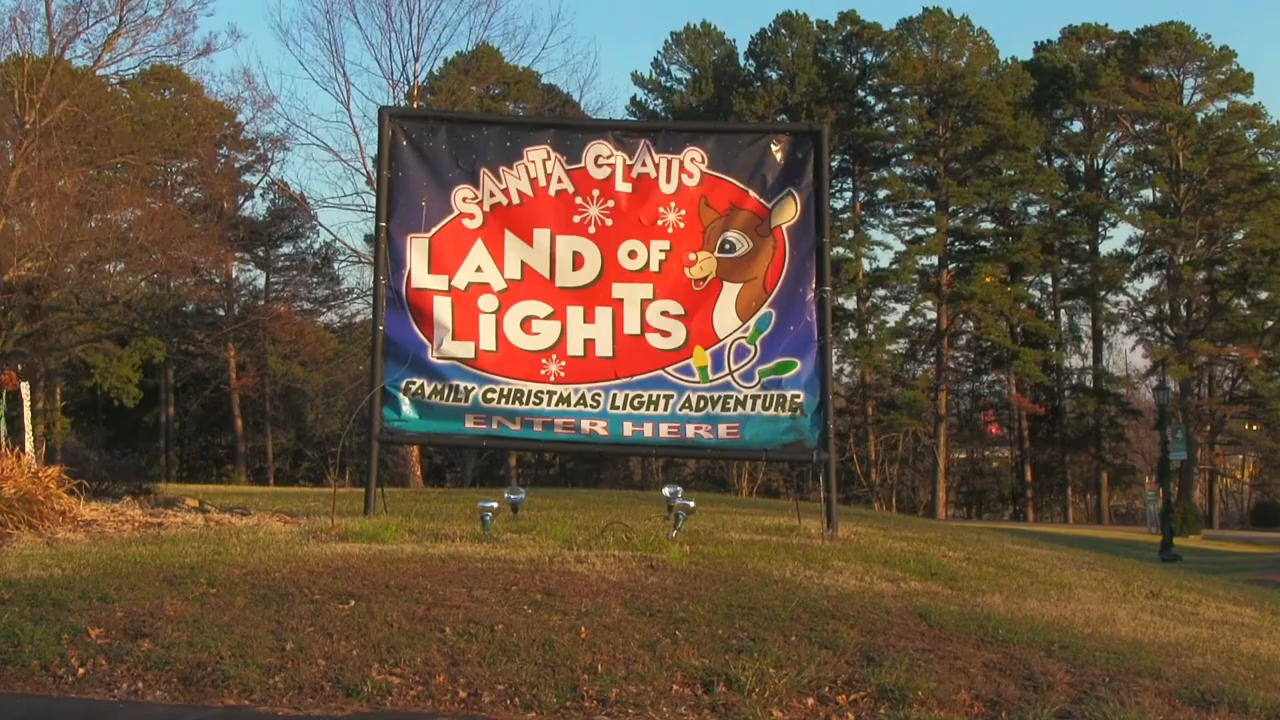 SANTA CLAUS
LAND OF
LiGHTS
FAMILY CHRISTMAS LIGHT ADVENTURE
ENTER HERE